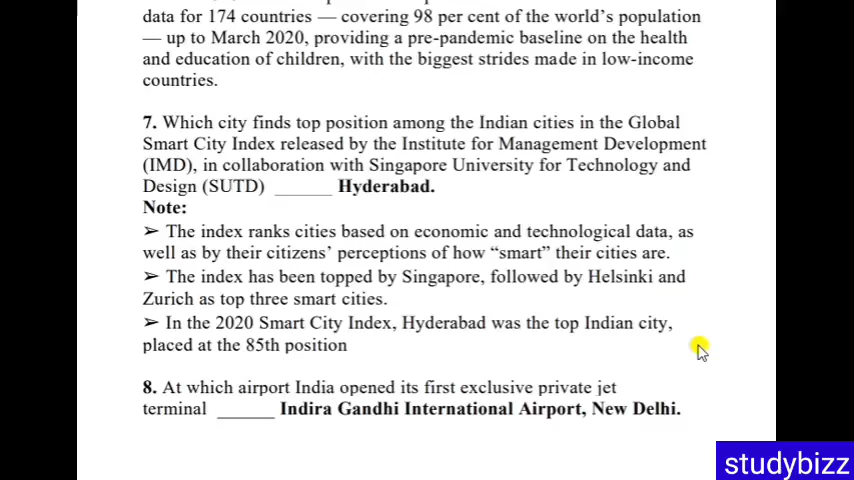 data for 174 countries — covering 98 per cent of the world's population
— up to March 2020, providing a pre-pandemic baseline on the health
and education of children, with the biggest strides made in low-income
countries.
7. Which city finds top position among the Indian cities in the Global
Smart City Index released by the Institute for Management Development
(IMD), in collaboration with Singapore University for Technology and
Design (SUTD) ______ Hyderabad.
Note:
➢ The index ranks cities based on economic and technological data, as
well as by their citizens' perceptions of how “smart” their cities are.
➢ The index has been topped by Singapore, followed by Helsinki and
Zurich as top three smart cities.
➢ In the 2020 Smart City Index, Hyderabad was the top Indian city,
placed at the 85th position
8. At which airport India opened its first exclusive private jet
terminal ______ Indira Gandhi International Airport, New Delhi.
studybizz